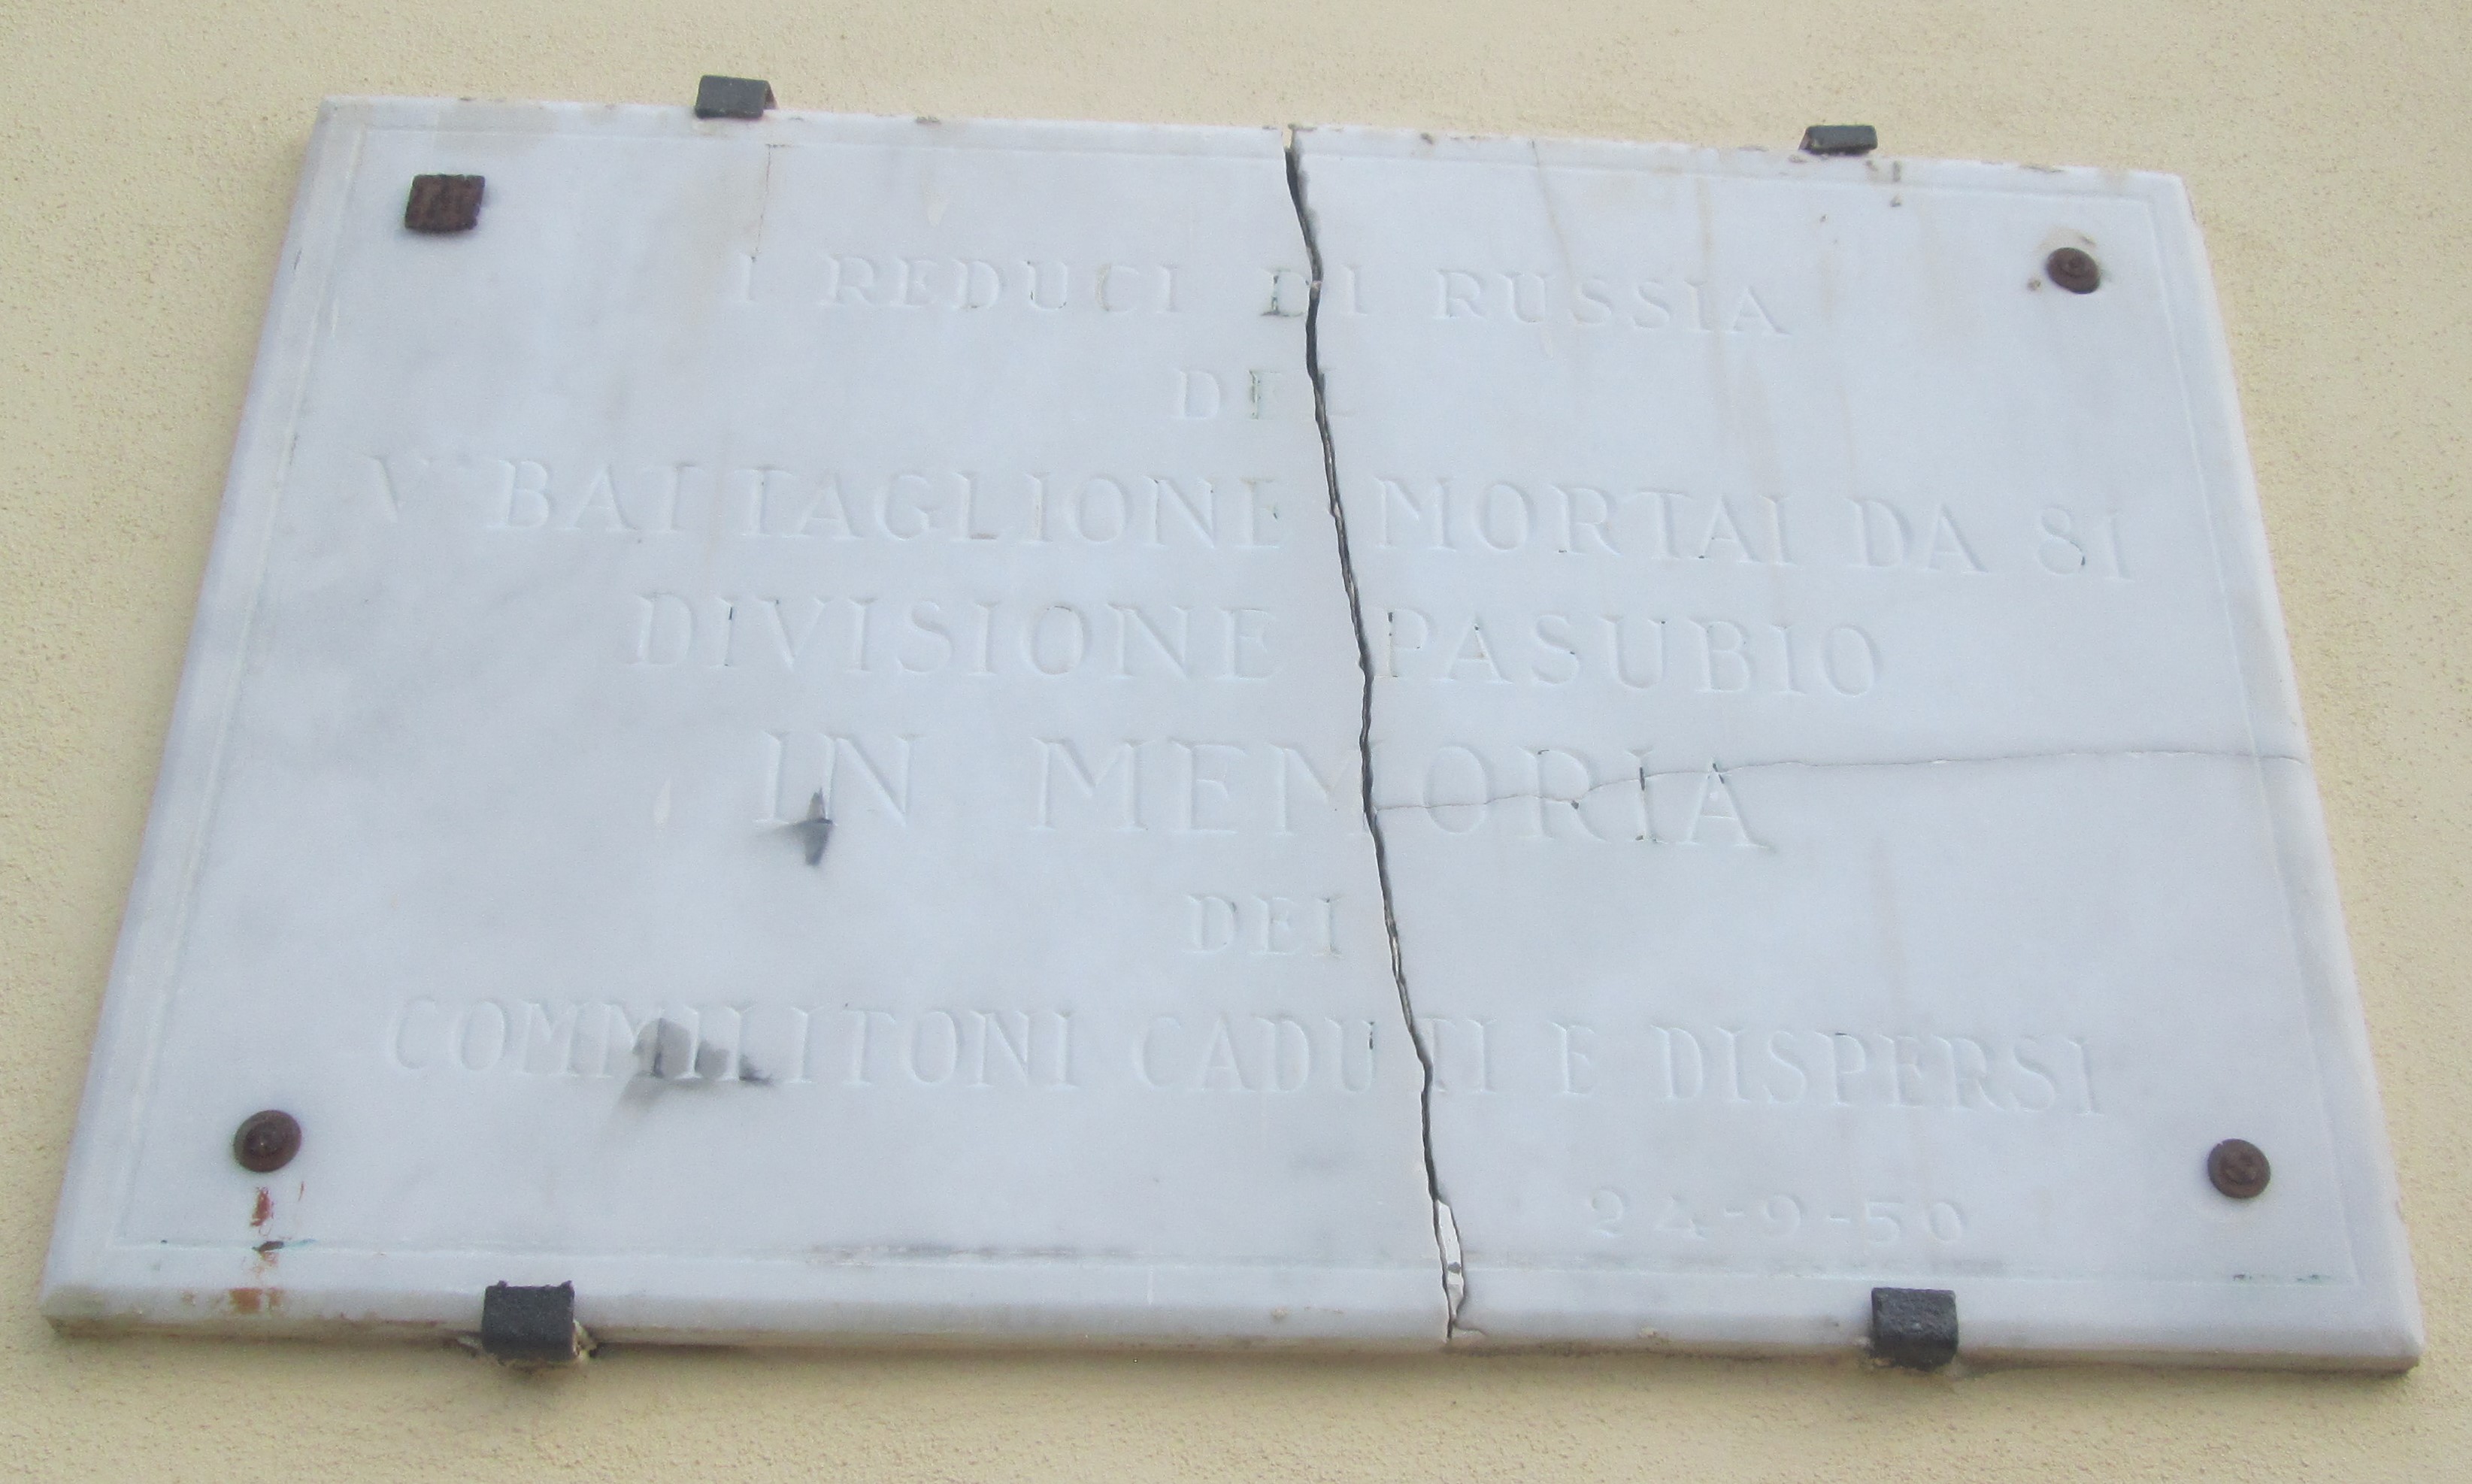 I REDUCI DI RUSSIA
DEL
V° BATTAGLIONE MORTAI DA 81
DIVISIONE PASUBIO
IN MEMORIA
DEI
COMMILITONI CADUTI E DISPERSI
24-9-50